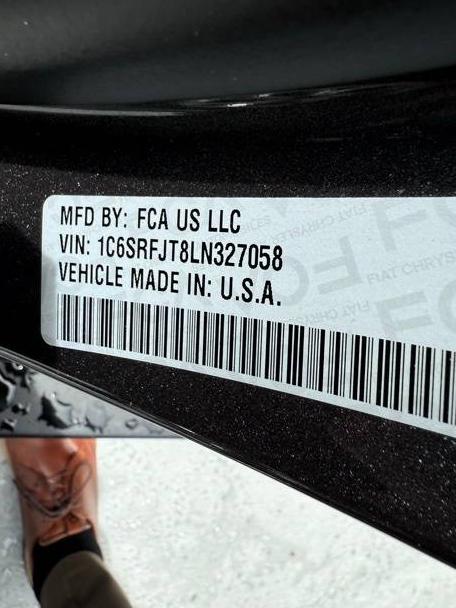 MFD BY: FCA US LLC
VIN: 1C6SRFJT8LN327058
VEHICLE MADE IN: U.S.A.